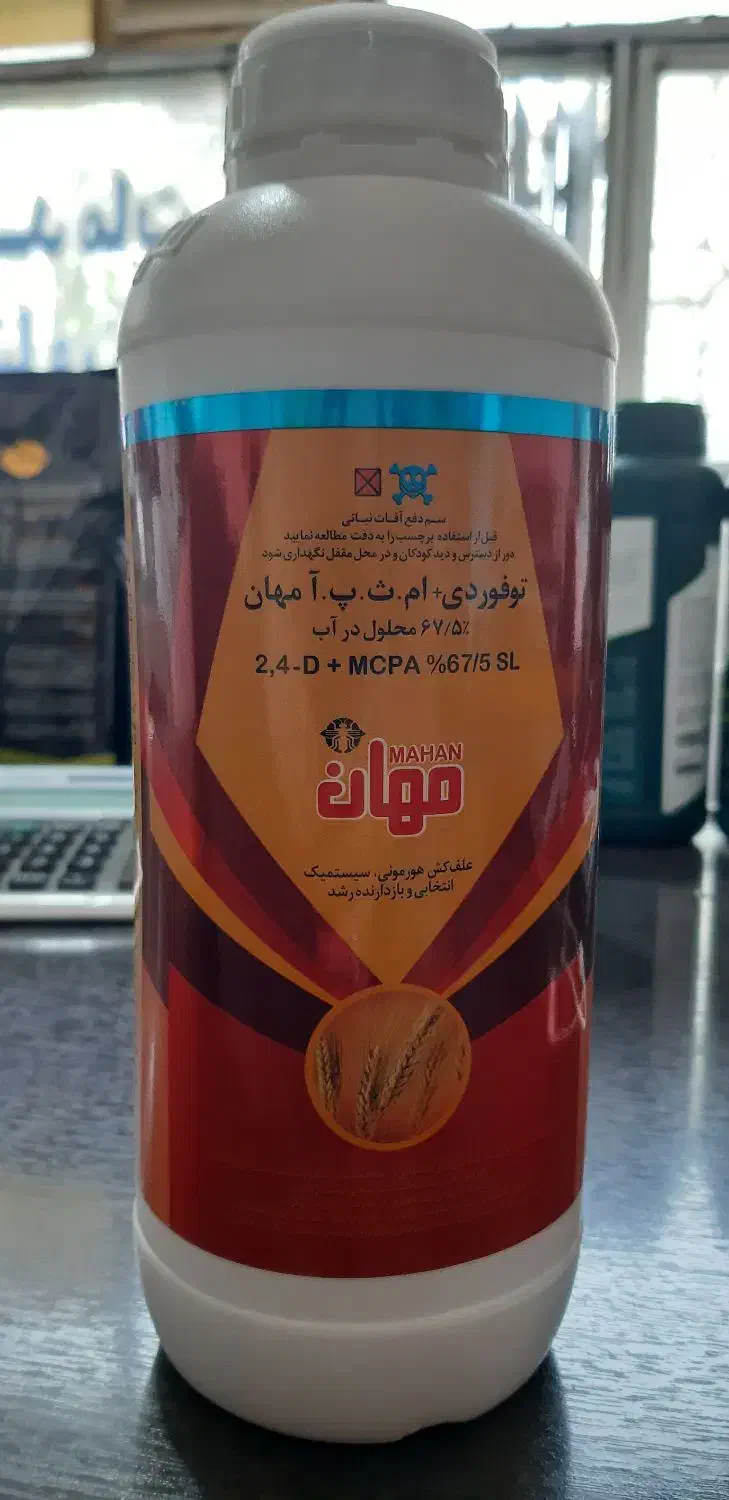 سم دفع آفات نباتی
قبل از استفاده برچسب را به دقت مطالعه نمایید
دور از دسترس و دید کودکان و در محل مقفل نگهداری شود
توفوردی+ ام.ث.پ.آ مهان
۶۷/۵٪ محلول در آب
2,4-D + MCPA %67/5 SL
MAHAN
مهان
علف‌کش هورمونی، سیستمیک
انتخابی و بازدارنده رشد